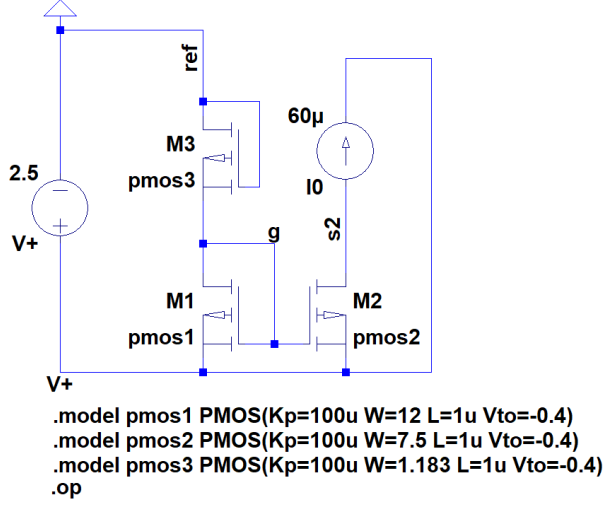 ref
60µ
M3
2.5
pmos3
I0
V+
g
s2
M1
M2
pmos1
pmos2
V+
.model pmos1 PMOS(Kp=100u W=12 L=1u Vto=-0.4)
.model pmos2 PMOS(Kp=100u W=7.5 L=1u Vto=-0.4)
.model pmos3 PMOS(Kp=100u W=1.183 L=1u Vto=-0.4)
.op